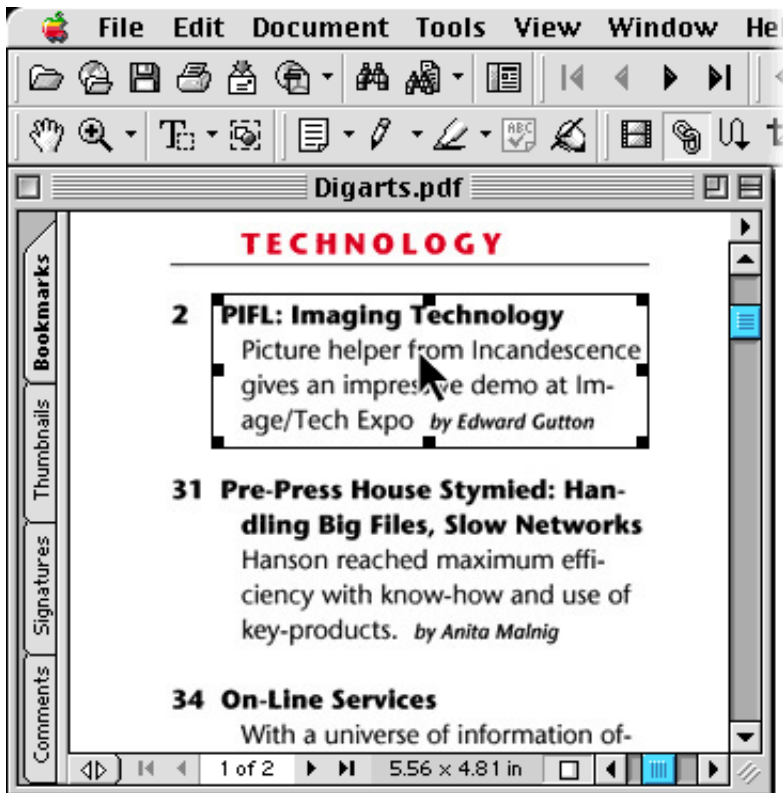 File Edit Document Tools View Window Hel
ABC
Digarts.pdf
Bookmarks
Thumbnails
Signatures
Comments
TECHNOLOGY
2 PIFL: Imaging Technology
Picture helper from Incandescence
gives an impressive demo at Im-
age/Tech Expo by Edward Gutton
31 Pre-Press House Stymied: Han-
dling Big Files, Slow Networks
Hanson reached maximum effi-
ciency with know-how and use of
key-products. by Anita Malnig
34 On-Line Services
With a universe of information of-
1 of 2 5.56 × 4.81 in